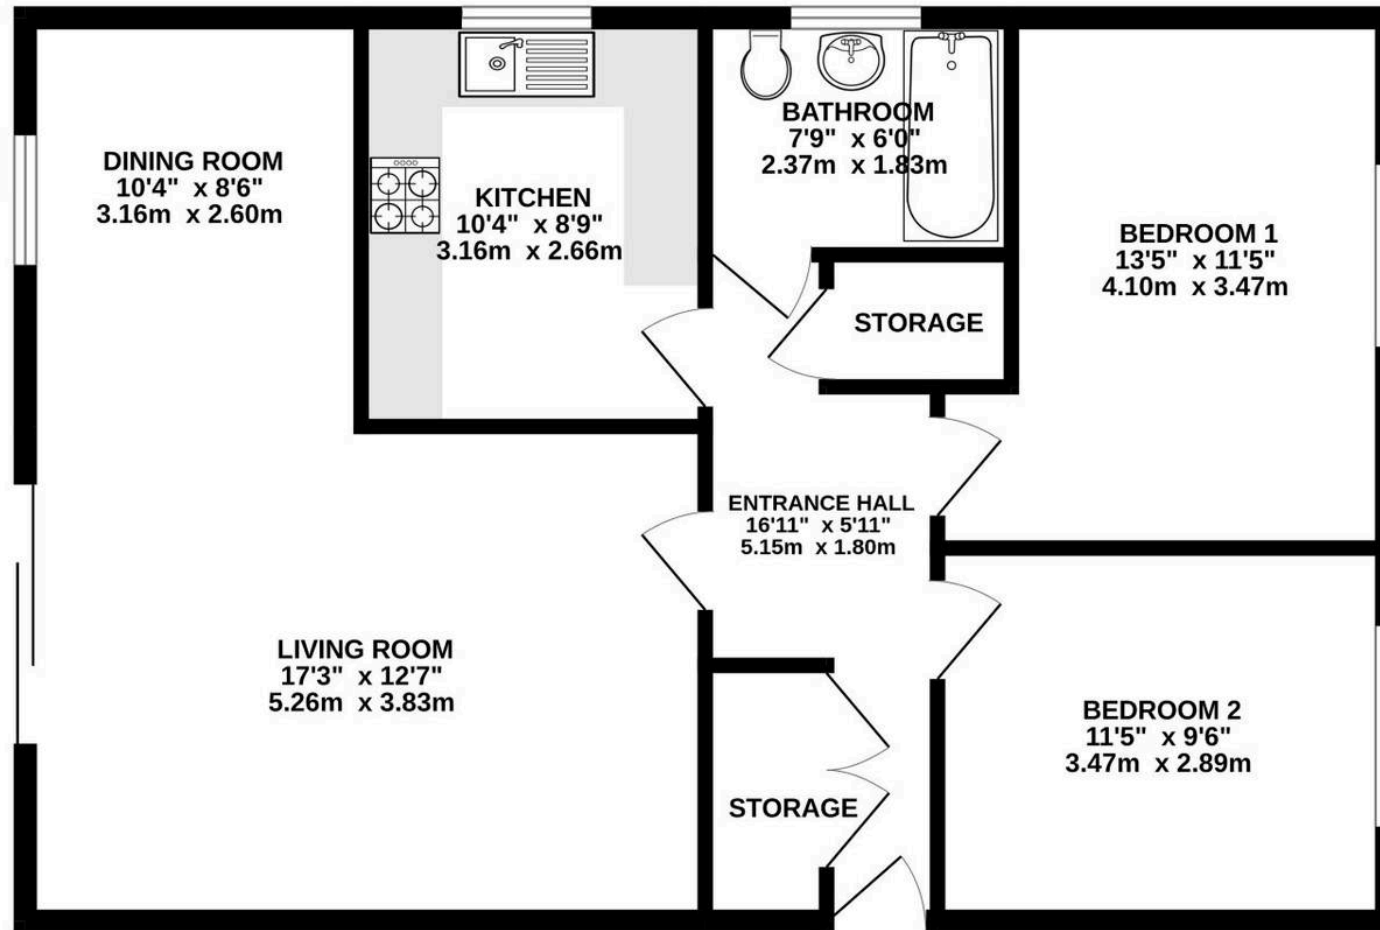 DINING ROOM
10'4" x 8'6"
3.16m x 2.60m
KITCHEN
10'4" x 8'9"
3.16m x 2.66m
BATHROOM
7'9" x 6'0"
2.37m x 1.83m
STORAGE
BEDROOM 1
13'5" x 11'5"
4.10m x 3.47m
ENTRANCE HALL
16'11" x 5'11"
5.15m x 1.80m
LIVING ROOM
17'3" x 12'7"
5.26m x 3.83m
STORAGE
BEDROOM 2
11'5" x 9'6"
3.47m x 2.89m